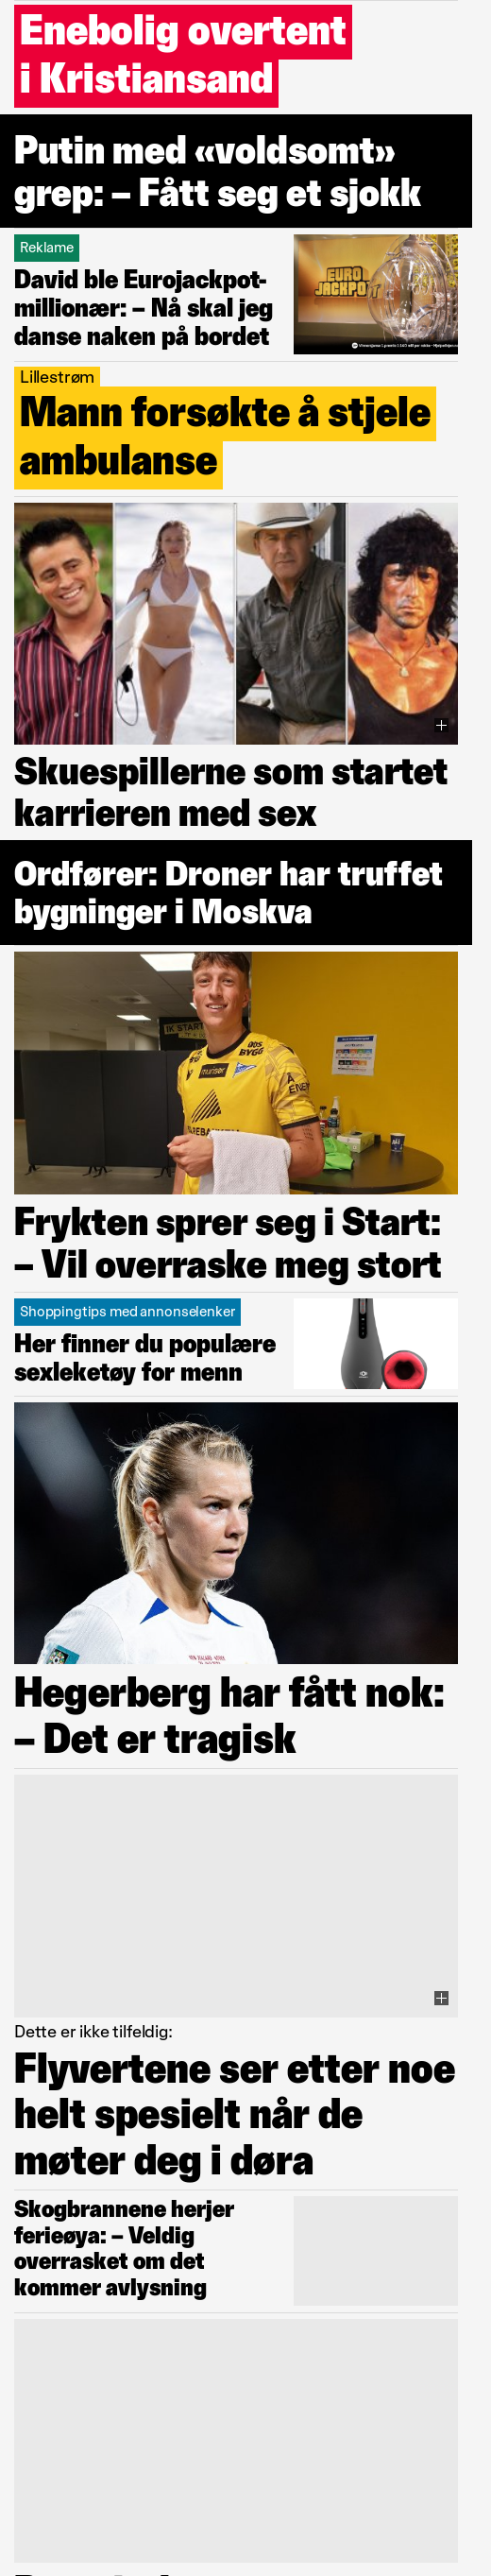 Enebolig overtent
i Kristiansand
Putin med «voldsomt»
grep: – Fått seg et sjokk
Reklame
David ble Eurojackpot-
millionær: – Nå skal jeg
danse naken på bordet
EURO
JACKPOT
Lillestrøm
Mann forsøkte å stjele
ambulanse
Skuespillerne som startet
karrieren med sex
Ordfører: Droner har truffet
bygninger i Moskva
IK START
OBS
BYGG
Frykten sprer seg i Start:
– Vil overraske meg stort
Shoppingtips med annonselenker
Her finner du populære
sexleketøy for menn
Hegerberg har fått nok:
– Det er tragisk
Dette er ikke tilfeldig:
Flyvertene ser etter noe
helt spesielt når de
møter deg i døra
Skogbrannene herjer
ferieøya: – Veldig
overrasket om det
kommer avlysning